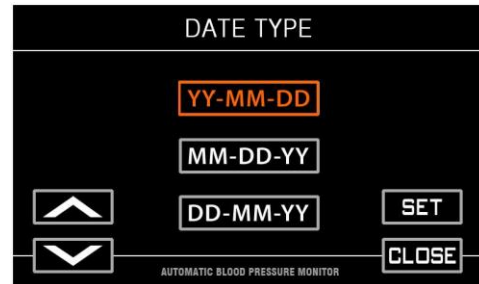 DATE TYPE
YY-MM-DD
MM-DD-YY
DD-MM-YY
SET
CLOSE
AUTOMATIC BLOOD PRESSURE MONITOR